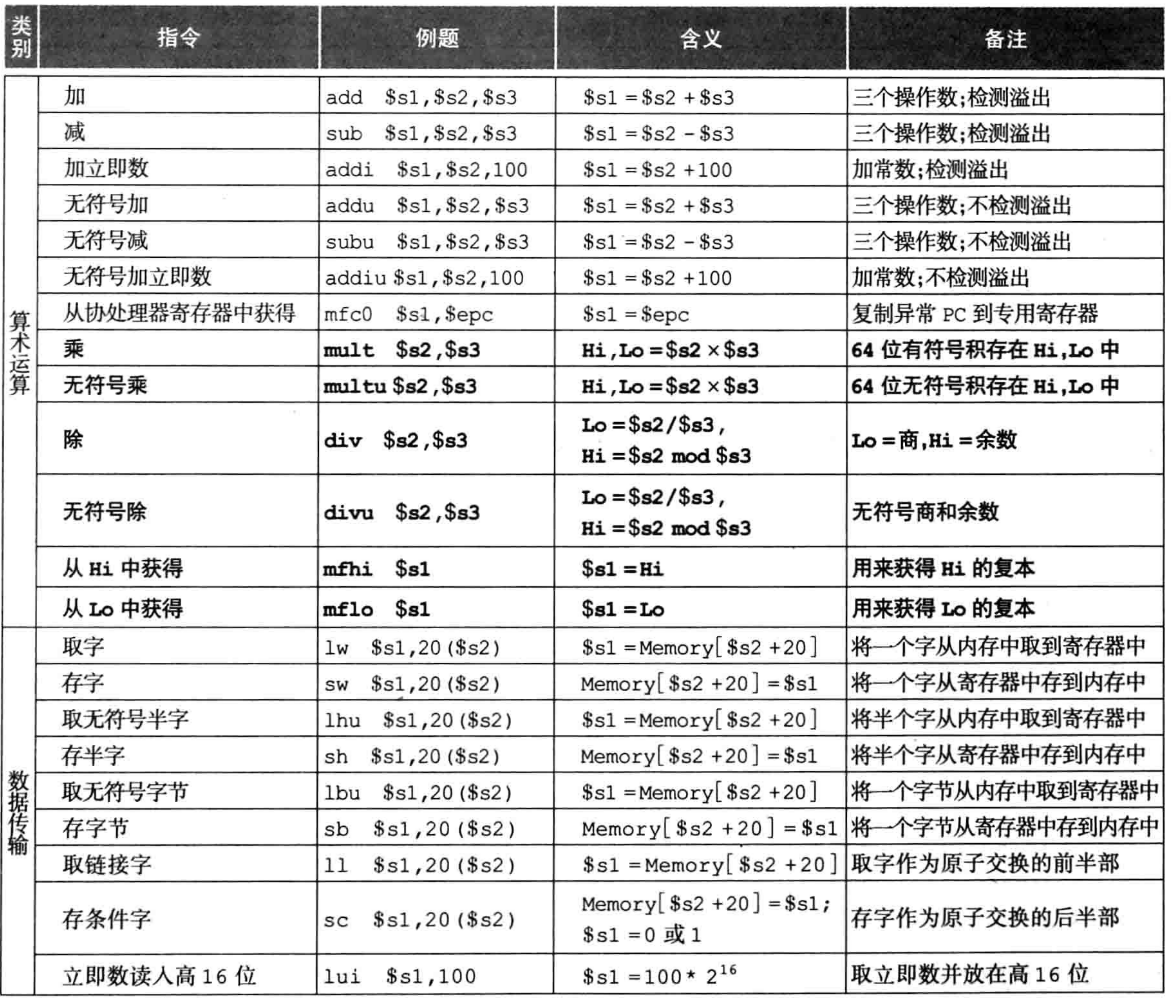 类别 指令 例题 含义 备注
算术运算
加 add $s1,$s2,$s3 $s1=$s2+$s3 三个操作数;检测溢出
减 sub $s1,$s2,$s3 $s1=$s2-$s3 三个操作数;检测溢出
加立即数 addi $s1,$s2,100 $s1=$s2+100 加常数;检测溢出
无符号加 addu $s1,$s2,$s3 $s1=$s2+$s3 三个操作数;不检测溢出
无符号减 subu $s1,$s2,$s3 $s1=$s2-$s3 三个操作数;不检测溢出
无符号加立即数 addiu $s1,$s2,100 $s1=$s2+100 加常数;不检测溢出
从协处理器寄存器中获得 mfc0 $s1,$epc $s1=$epc 复制异常 PC 到专用寄存器
乘 mult $s2,$s3 Hi,Lo=$s2×$s3 64 位有符号积存在 Hi,Lo 中
无符号乘 multu $s2,$s3 Hi,Lo=$s2×$s3 64 位无符号积存在 Hi,Lo 中
除 div $s2,$s3 Lo=$s2/$s3,
Hi=$s2 mod $s3 Lo=商,Hi=余数
无符号除 divu $s2,$s3 Lo=$s2/$s3,
Hi=$s2 mod $s3 无符号商和余数
从 Hi 中获得 mfhi $s1 $s1=Hi 用来获得 Hi 的复本
从 Lo 中获得 mflo $s1 $s1=Lo 用来获得 Lo 的复本
数据传输
取字 lw $s1,20($s2) $s1=Memory[$s2+20] 将一个字从内存中取到寄存器中
存字 sw $s1,20($s2) Memory[$s2+20]=$s1 将一个字从寄存器中存到内存中
取无符号半字 lhu $s1,20($s2) $s1=Memory[$s2+20] 将半个字从内存中取到寄存器中
存半字 sh $s1,20($s2) Memory[$s2+20]=$s1 将半个字从寄存器中存到内存中
取无符号字节 lbu $s1,20($s2) $s1=Memory[$s2+20] 将一个字节从内存中取到寄存器中
存字节 sb $s1,20($s2) Memory[$s2+20]=$s1 将一个字节从寄存器中存到内存中
取链接字 ll $s1,20($s2) $s1=Memory[$s2+20] 取字作为原子交换的前半部
存条件字 sc $s1,20($s2) Memory[$s2+20]=$s1;
$s1=0 或 1 存字作为原子交换的后半部
立即数读入高 16 位 lui $s1,100 $s1=100* 2¹⁶ 取立即数并放在高 16 位